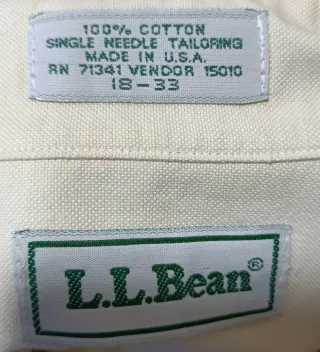 100% COTTON
SINGLE NEEDLE TAILORING
MADE IN U.S.A.
RN 71341 VENDOR 15010
18-33
L.L.Bean®